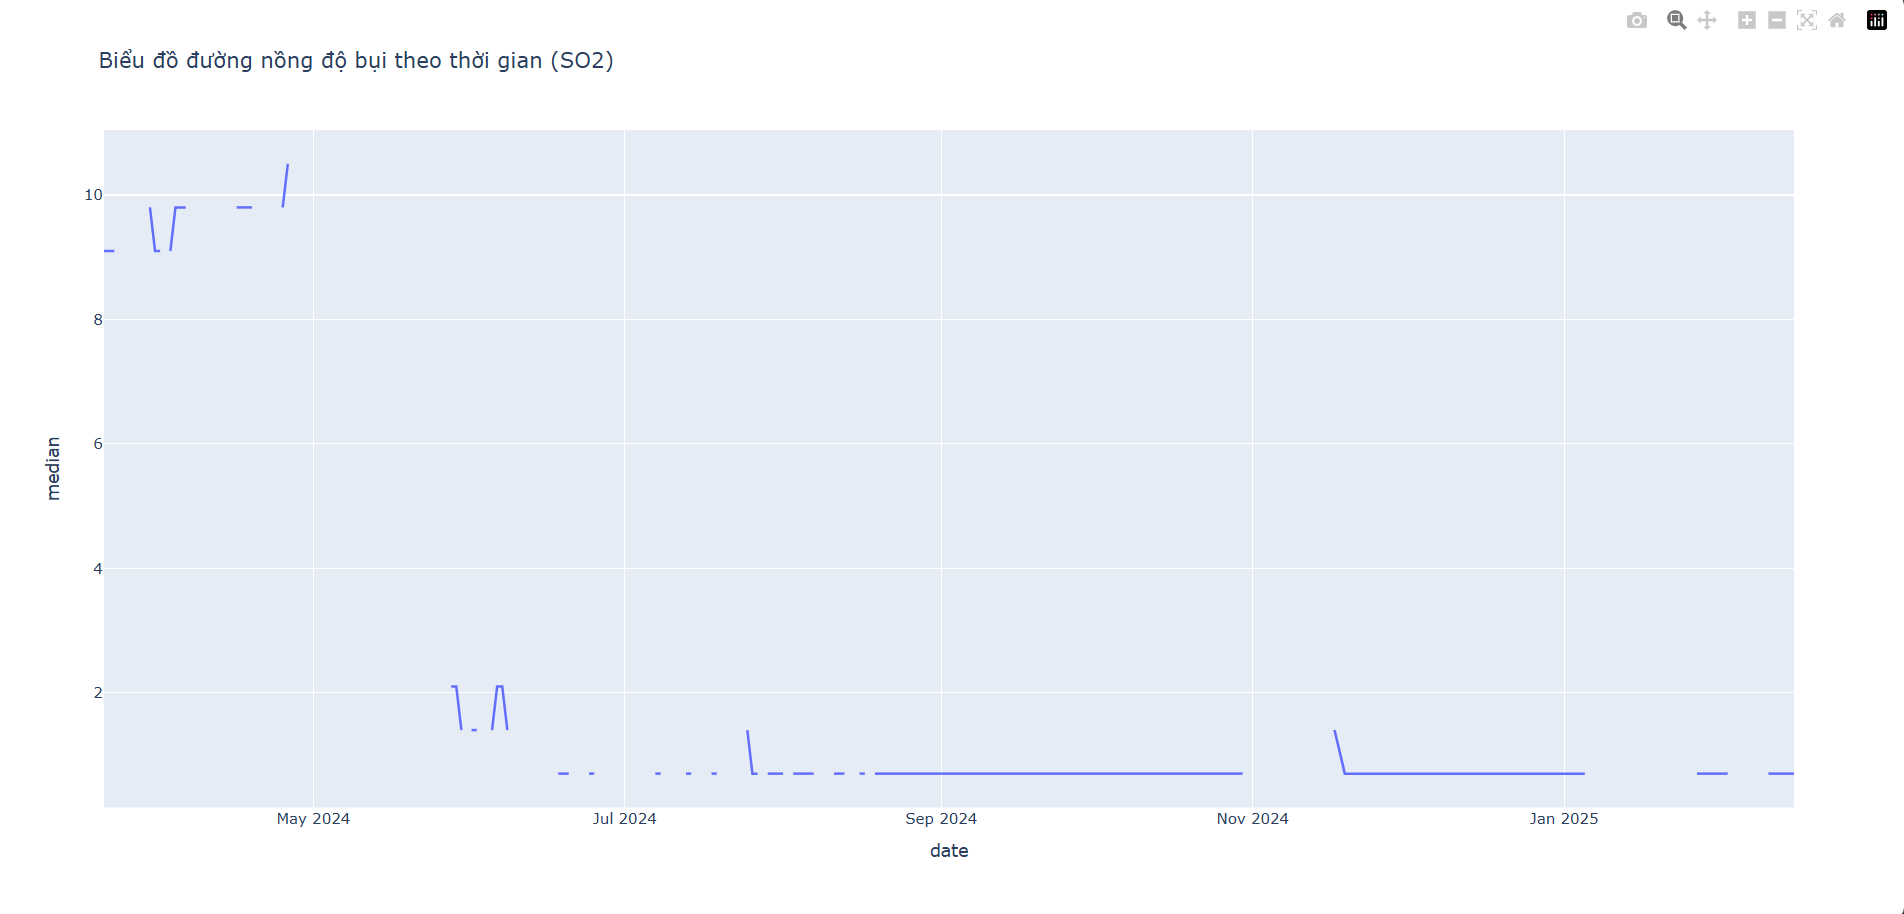 Biểu đồ đường nồng độ bụi theo thời gian (SO2)
10
8
6
4
2
median
May 2024
Jul 2024
Sep 2024
Nov 2024
Jan 2025
date